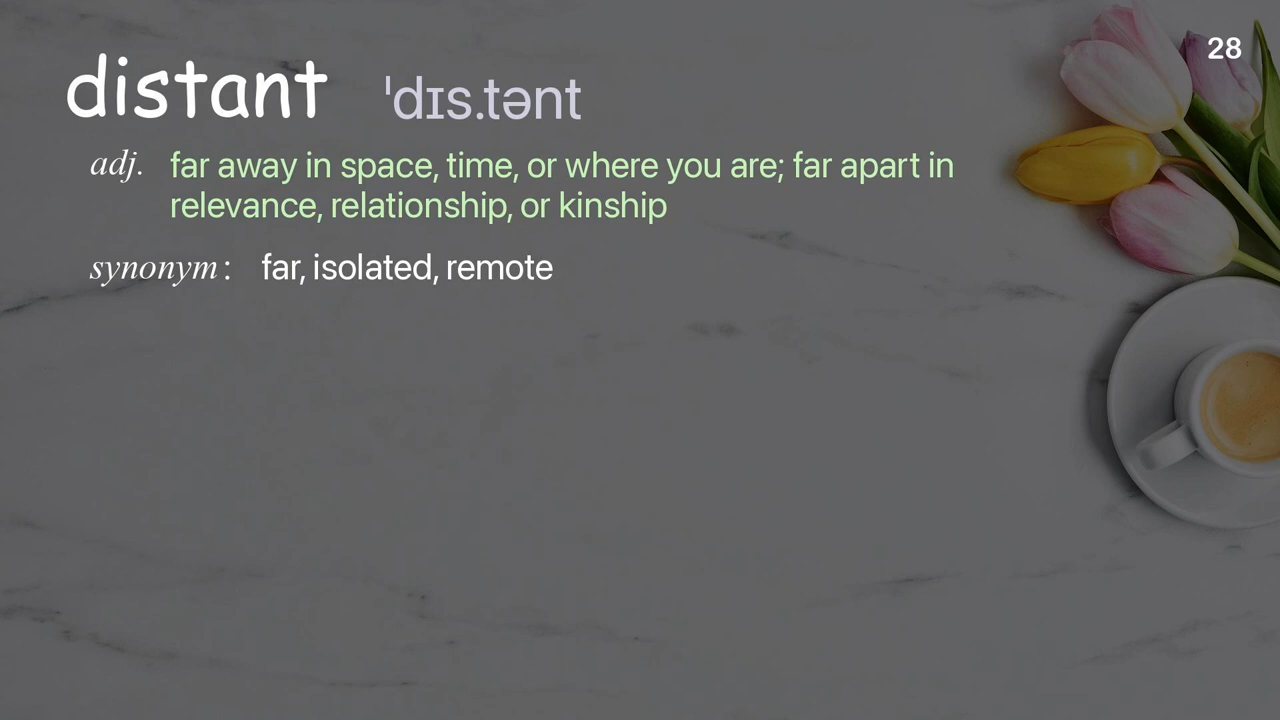 28
distant ˈdɪs.tənt
adj. far away in space, time, or where you are; far apart in
relevance, relationship, or kinship
synonym : far, isolated, remote